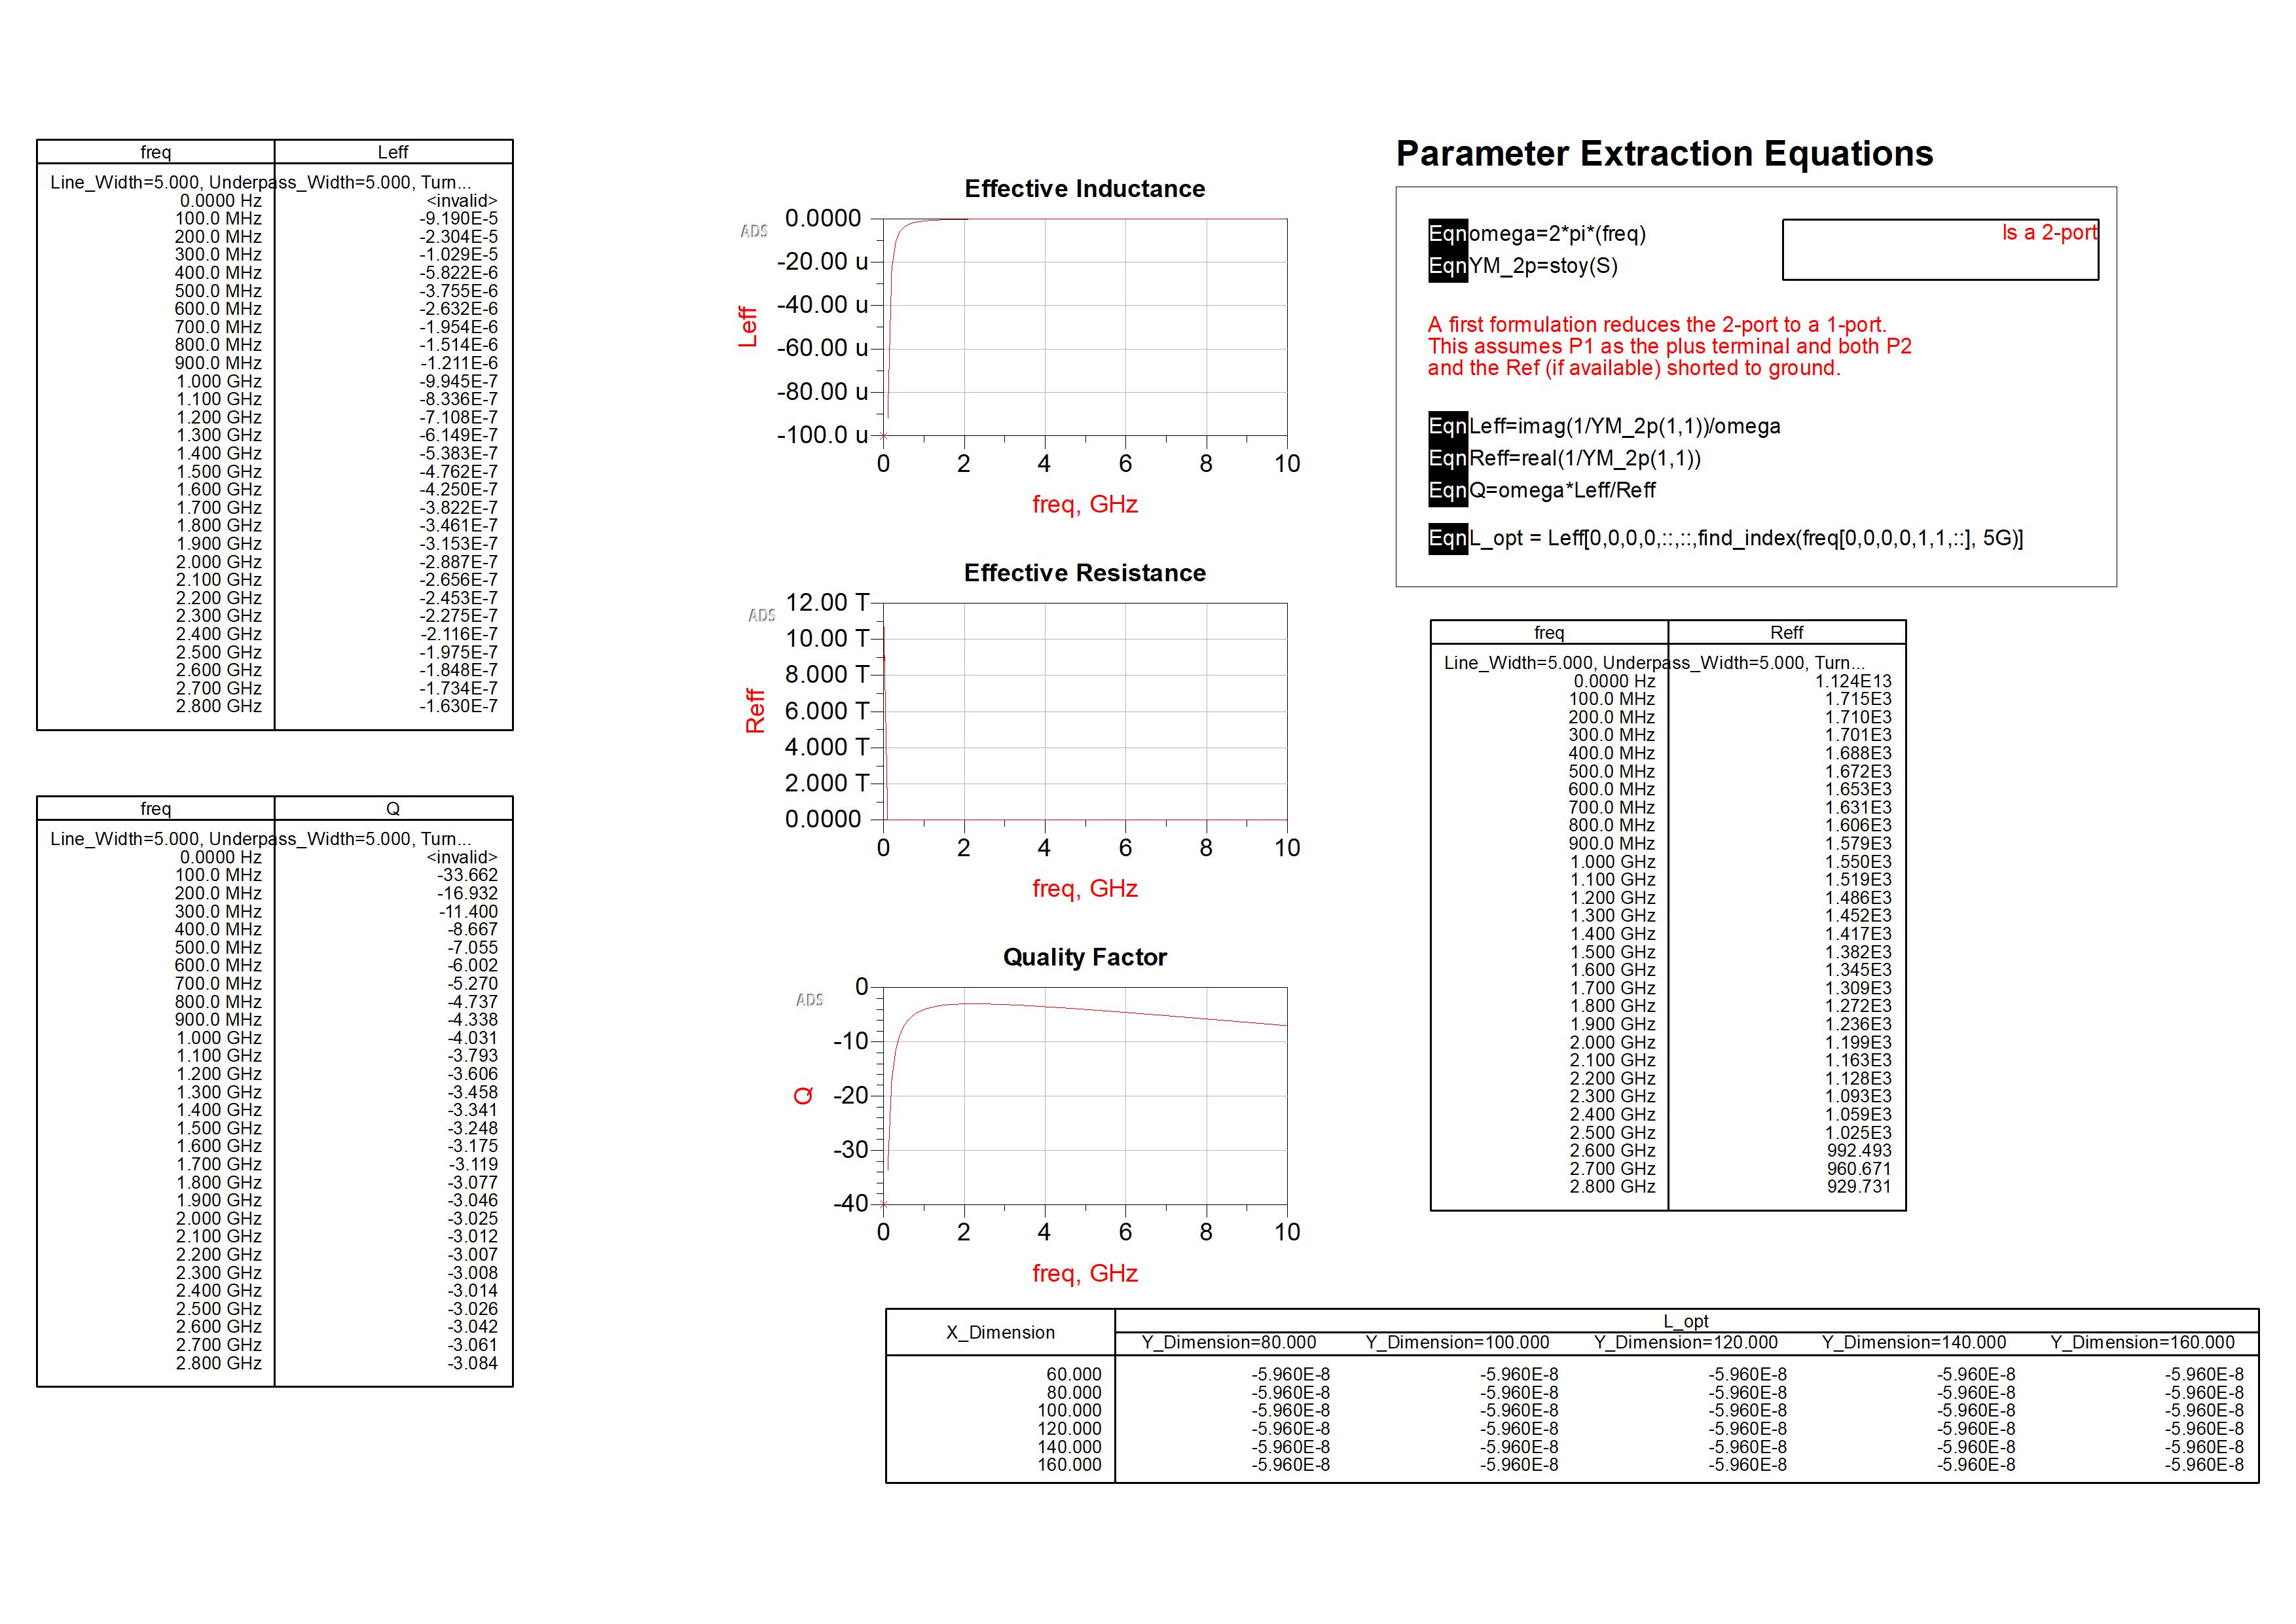 freq Leff
Line_Width=5.000, Underpass_Width=5.000, Turn...
0.0000 Hz <invalid>
100.0 MHz -9.190E-5
200.0 MHz -2.304E-5
300.0 MHz -1.029E-5
400.0 MHz -5.822E-6
500.0 MHz -3.755E-6
600.0 MHz -2.632E-6
700.0 MHz -1.954E-6
800.0 MHz -1.514E-6
900.0 MHz -1.211E-6
1.000 GHz -9.945E-7
1.100 GHz -8.336E-7
1.200 GHz -7.108E-7
1.300 GHz -6.149E-7
1.400 GHz -5.383E-7
1.500 GHz -4.762E-7
1.600 GHz -4.250E-7
1.700 GHz -3.822E-7
1.800 GHz -3.461E-7
1.900 GHz -3.153E-7
2.000 GHz -2.887E-7
2.100 GHz -2.656E-7
2.200 GHz -2.453E-7
2.300 GHz -2.275E-7
2.400 GHz -2.116E-7
2.500 GHz -1.975E-7
2.600 GHz -1.848E-7
2.700 GHz -1.734E-7
2.800 GHz -1.630E-7
freq Q
Line_Width=5.000, Underpass_Width=5.000, Turn...
0.0000 Hz <invalid>
100.0 MHz -33.662
200.0 MHz -16.932
300.0 MHz -11.400
400.0 MHz -8.667
500.0 MHz -7.055
600.0 MHz -6.002
700.0 MHz -5.270
800.0 MHz -4.737
900.0 MHz -4.338
1.000 GHz -4.031
1.100 GHz -3.793
1.200 GHz -3.606
1.300 GHz -3.458
1.400 GHz -3.341
1.500 GHz -3.248
1.600 GHz -3.175
1.700 GHz -3.119
1.800 GHz -3.077
1.900 GHz -3.046
2.000 GHz -3.025
2.100 GHz -3.012
2.200 GHz -3.007
2.300 GHz -3.008
2.400 GHz -3.014
2.500 GHz -3.026
2.600 GHz -3.042
2.700 GHz -3.061
2.800 GHz -3.084
Effective Inductance
ADS
0.0000
-20.00 u
-40.00 u
-60.00 u
-80.00 u
-100.0 u
Leff
0 2 4 6 8 10
freq, GHz
Effective Resistance
ADS
12.00 T
10.00 T
8.000 T
6.000 T
4.000 T
2.000 T
0.0000
Reff
0 2 4 6 8 10
freq, GHz
Quality Factor
ADS
0
-10
-20
-30
-40
Q
0 2 4 6 8 10
freq, GHz
Parameter Extraction Equations
Eqn omega=2*pi*(freq)
Is a 2-port
Eqn YM_2p=stoy(S)
A first formulation reduces the 2-port to a 1-port.
This assumes P1 as the plus terminal and both P2
and the Ref (if available) shorted to ground.
Eqn Leff=imag(1/YM_2p(1,1))/omega
Eqn Reff=real(1/YM_2p(1,1))
Eqn Q=omega*Leff/Reff
Eqn L_opt = Leff[0,0,0,0,::,::,find_index(freq[0,0,0,0,1,1,::], 5G)]
freq Reff
Line_Width=5.000, Underpass_Width=5.000, Turn...
0.0000 Hz 1.124E13
100.0 MHz 1.715E3
200.0 MHz 1.710E3
300.0 MHz 1.701E3
400.0 MHz 1.688E3
500.0 MHz 1.672E3
600.0 MHz 1.653E3
700.0 MHz 1.631E3
800.0 MHz 1.606E3
900.0 MHz 1.579E3
1.000 GHz 1.550E3
1.100 GHz 1.519E3
1.200 GHz 1.486E3
1.300 GHz 1.452E3
1.400 GHz 1.417E3
1.500 GHz 1.382E3
1.600 GHz 1.345E3
1.700 GHz 1.309E3
1.800 GHz 1.272E3
1.900 GHz 1.236E3
2.000 GHz 1.199E3
2.100 GHz 1.163E3
2.200 GHz 1.128E3
2.300 GHz 1.093E3
2.400 GHz 1.059E3
2.500 GHz 1.025E3
2.600 GHz 992.493
2.700 GHz 960.671
2.800 GHz 929.731
X_Dimension L_opt
Y_Dimension=80.000 Y_Dimension=100.000 Y_Dimension=120.000 Y_Dimension=140.000 Y_Dimension=160.000
60.000 -5.960E-8 -5.960E-8 -5.960E-8 -5.960E-8 -5.960E-8
80.000 -5.960E-8 -5.960E-8 -5.960E-8 -5.960E-8 -5.960E-8
100.000 -5.960E-8 -5.960E-8 -5.960E-8 -5.960E-8 -5.960E-8
120.000 -5.960E-8 -5.960E-8 -5.960E-8 -5.960E-8 -5.960E-8
140.000 -5.960E-8 -5.960E-8 -5.960E-8 -5.960E-8 -5.960E-8
160.000 -5.960E-8 -5.960E-8 -5.960E-8 -5.960E-8 -5.960E-8